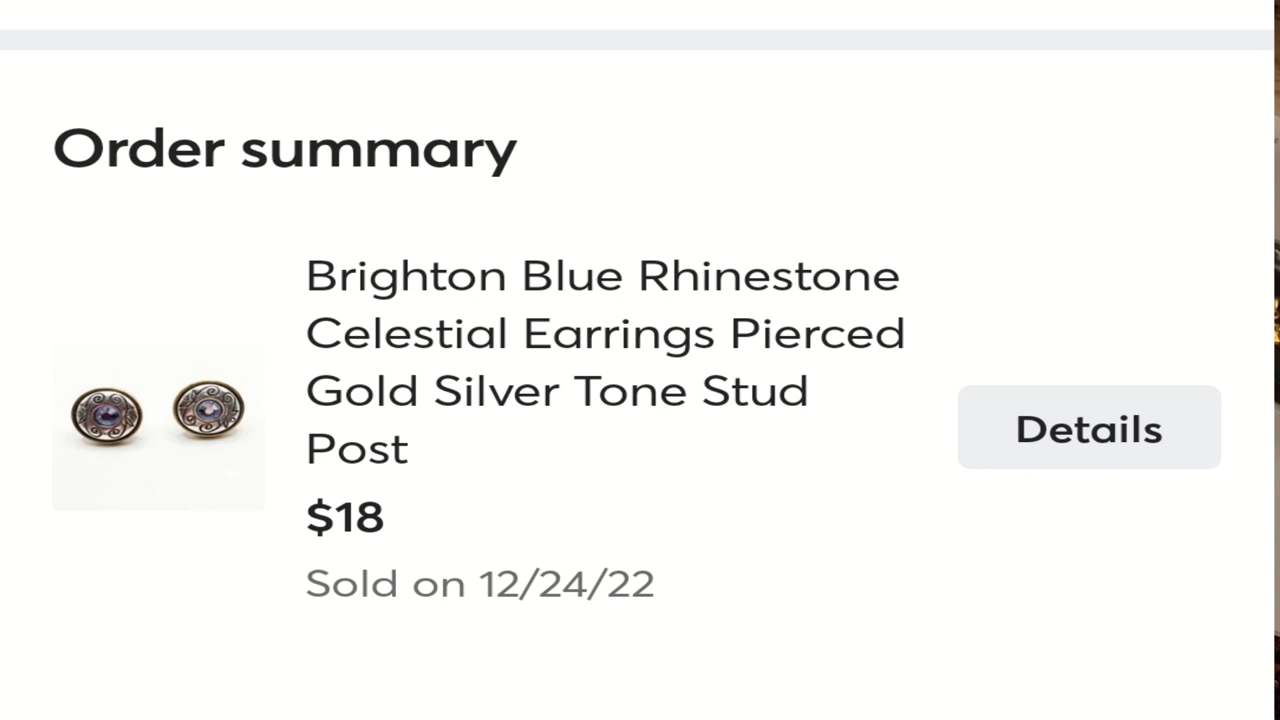 Order summary
Brighton Blue Rhinestone
Celestial Earrings Pierced
Gold Silver Tone Stud
Post
$18
Sold on 12/24/22
Details